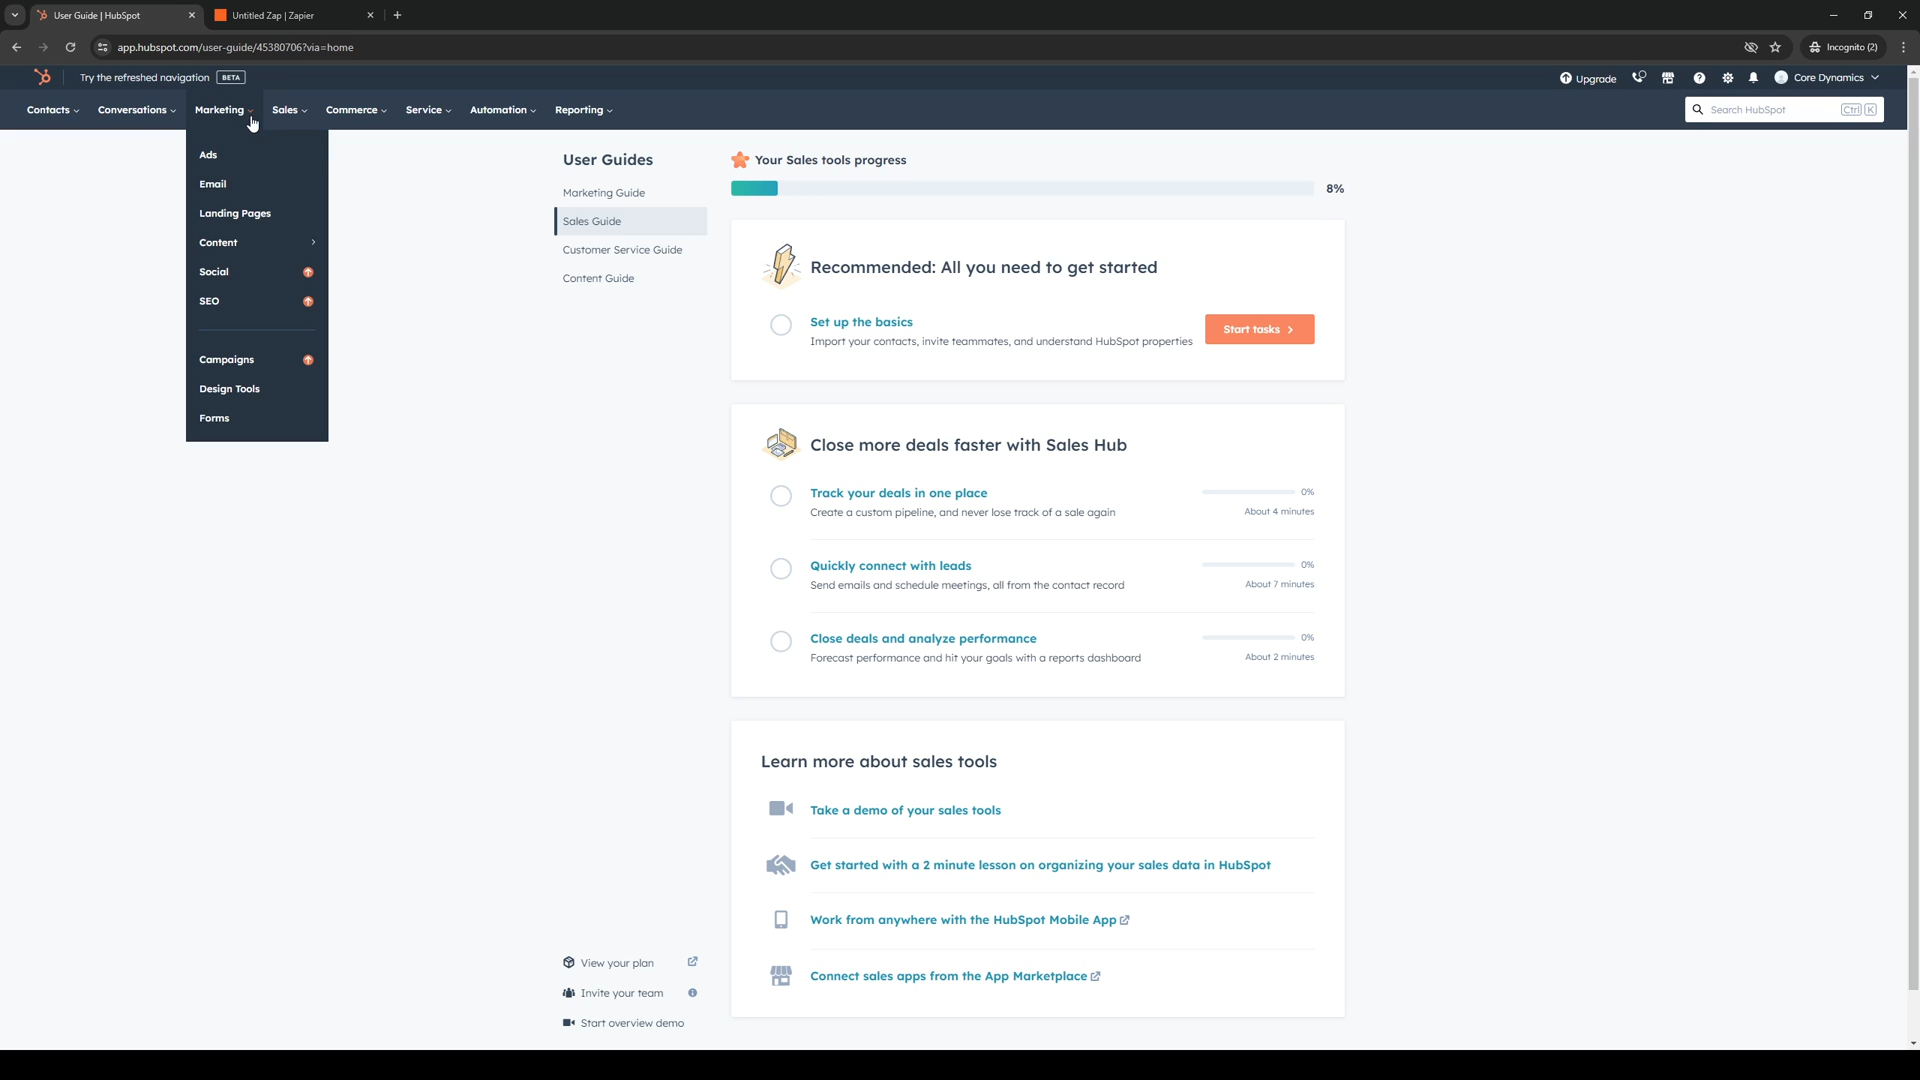 User Guide | HubSpot
Untitled Zap | Zapier
app.hubspot.com/user-guide/45380706?via=home
Incognito (2)
Try the refreshed navigation BETA
Upgrade
Core Dynamics
Contacts
Conversations
Marketing
Sales
Commerce
Service
Automation
Reporting
Search HubSpot
Ctrl K
Ads
Email
Landing Pages
Content
Social
SEO
Campaigns
Design Tools
Forms
User Guides
Marketing Guide
Sales Guide
Customer Service Guide
Content Guide
Your Sales tools progress
8%
Recommended: All you need to get started
Set up the basics
Import your contacts, invite teammates, and understand HubSpot properties
Start tasks
Close more deals faster with Sales Hub
Track your deals in one place
0%
Create a custom pipeline, and never lose track of a sale again
About 4 minutes
Quickly connect with leads
0%
Send emails and schedule meetings, all from the contact record
About 7 minutes
Close deals and analyze performance
0%
Forecast performance and hit your goals with a reports dashboard
About 2 minutes
Learn more about sales tools
Take a demo of your sales tools
Get started with a 2 minute lesson on organizing your sales data in HubSpot
Work from anywhere with the HubSpot Mobile App
Connect sales apps from the App Marketplace
View your plan
Invite your team
Start overview demo